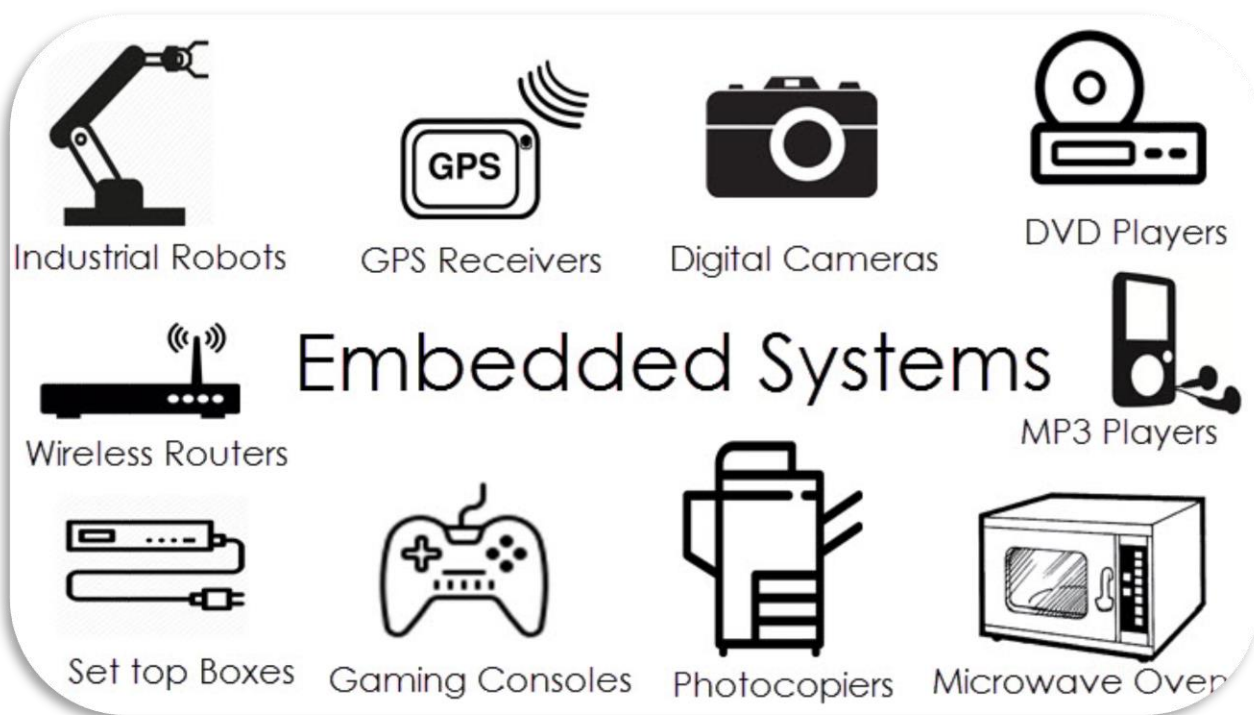 GPS
Industrial Robots
GPS Receivers
Digital Cameras
DVD Players
Embedded Systems
Wireless Routers
MP3 Players
Set top Boxes
Gaming Consoles
Photocopiers
Microwave Oven